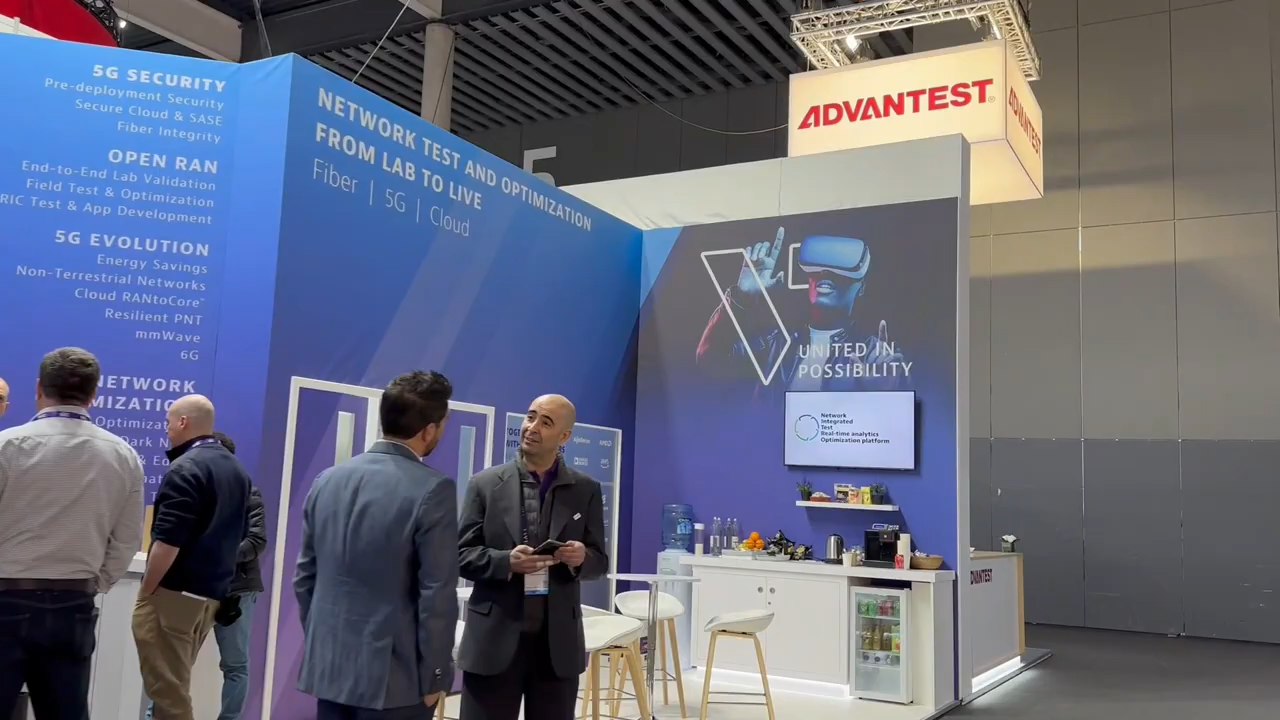 5G SECURITY
Pre-deployment Security
Secure Cloud & SASE
Fiber Integrity
OPEN RAN
End-to-End Lab Validation
Field Test & Optimization
RIC Test & App Development
5G EVOLUTION
Energy Savings
Non-Terrestrial Networks
Cloud RANtoCore™
Resilient PNT
mmWave
6G
NETWORK
NETWORK TEST AND OPTIMIZATION
FROM LAB TO LIVE
Fiber | 5G | Cloud
ADVANTEST®
ADVANTEST
UNITED IN
POSSIBILITY
Network
Integrated
Test
Real-time analytics
Optimization platform
AMD
aws
ADVANTEST